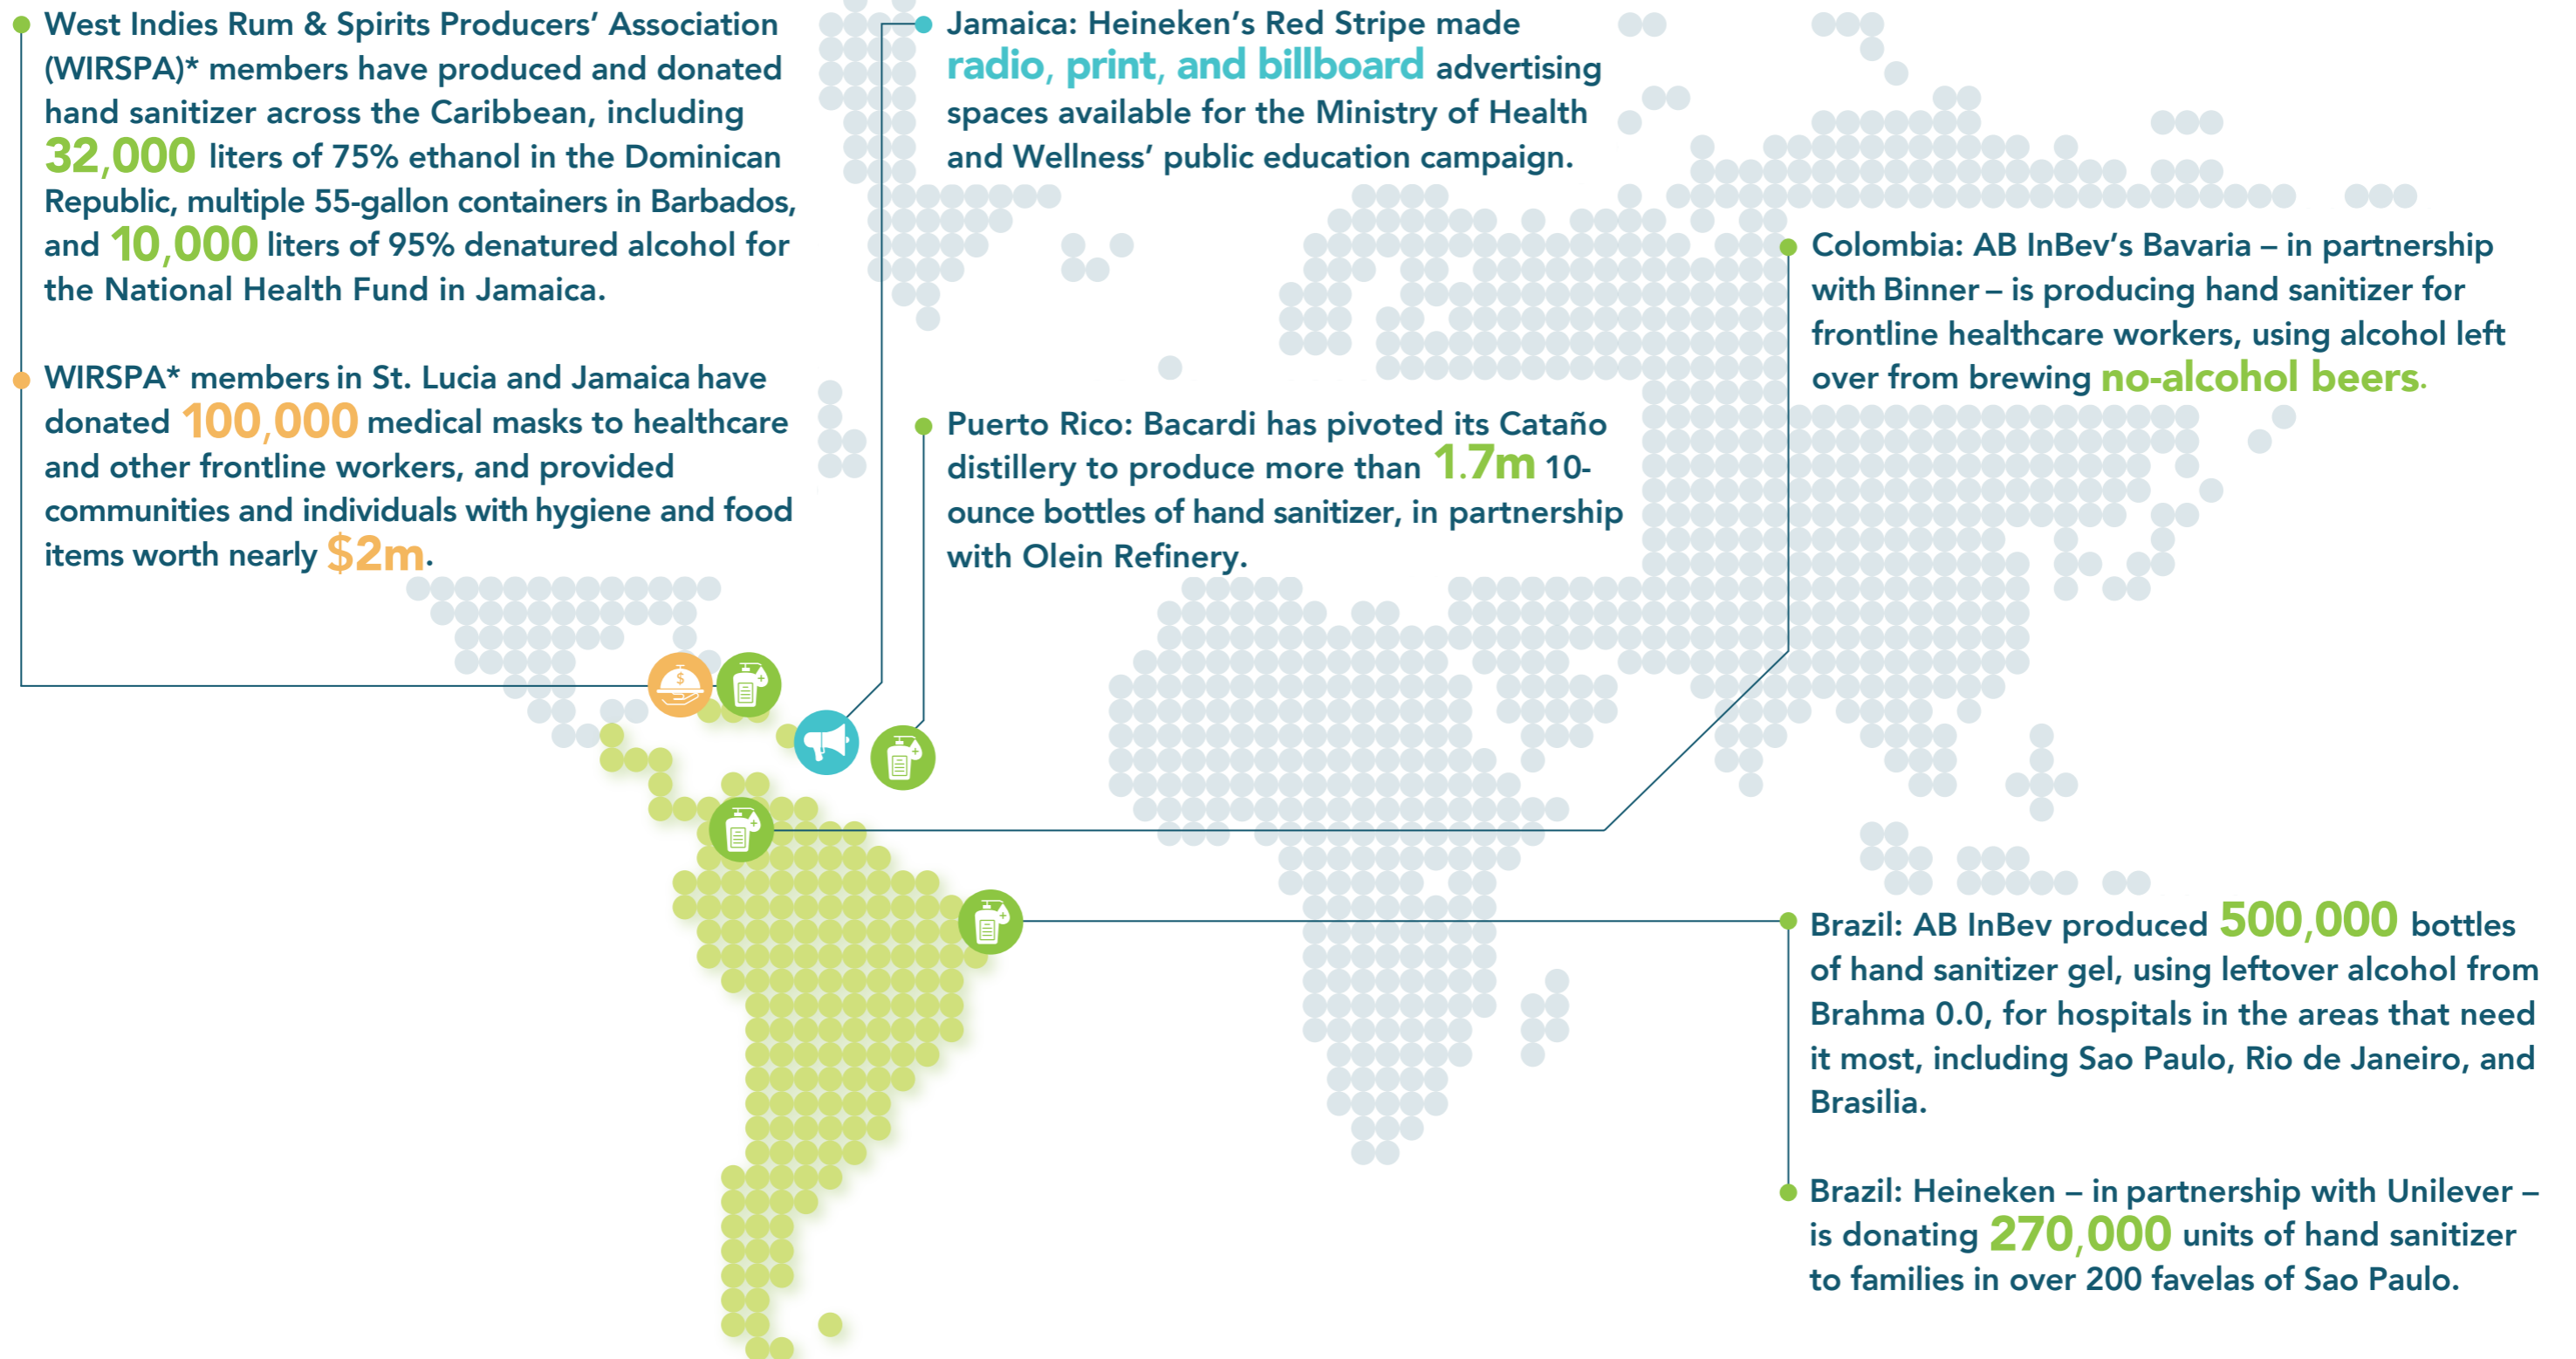 West Indies Rum & Spirits Producers’ Association
(WIRSPA)* members have produced and donated
hand sanitizer across the Caribbean, including
32,000 liters of 75% ethanol in the Dominican
Republic, multiple 55-gallon containers in Barbados,
and 10,000 liters of 95% denatured alcohol for
the National Health Fund in Jamaica.
WIRSPA* members in St. Lucia and Jamaica have
donated 100,000 medical masks to healthcare
and other frontline workers, and provided
communities and individuals with hygiene and food
items worth nearly $2m.
Jamaica: Heineken’s Red Stripe made
radio, print, and billboard advertising
spaces available for the Ministry of Health
and Wellness’ public education campaign.
Puerto Rico: Bacardi has pivoted its Cataño
distillery to produce more than 1.7m 10-
ounce bottles of hand sanitizer, in partnership
with Olein Refinery.
Colombia: AB InBev’s Bavaria – in partnership
with Binner – is producing hand sanitizer for
frontline healthcare workers, using alcohol left
over from brewing no-alcohol beers.
Brazil: AB InBev produced 500,000 bottles
of hand sanitizer gel, using leftover alcohol from
Brahma 0.0, for hospitals in the areas that need
it most, including Sao Paulo, Rio de Janeiro, and
Brasilia.
Brazil: Heineken – in partnership with Unilever –
is donating 270,000 units of hand sanitizer
to families in over 200 favelas of Sao Paulo.
$